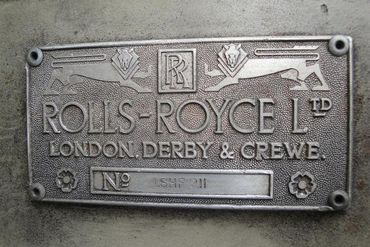 RR
ROLLS-ROYCE LTD
LONDON, DERBY & CREWE.
No